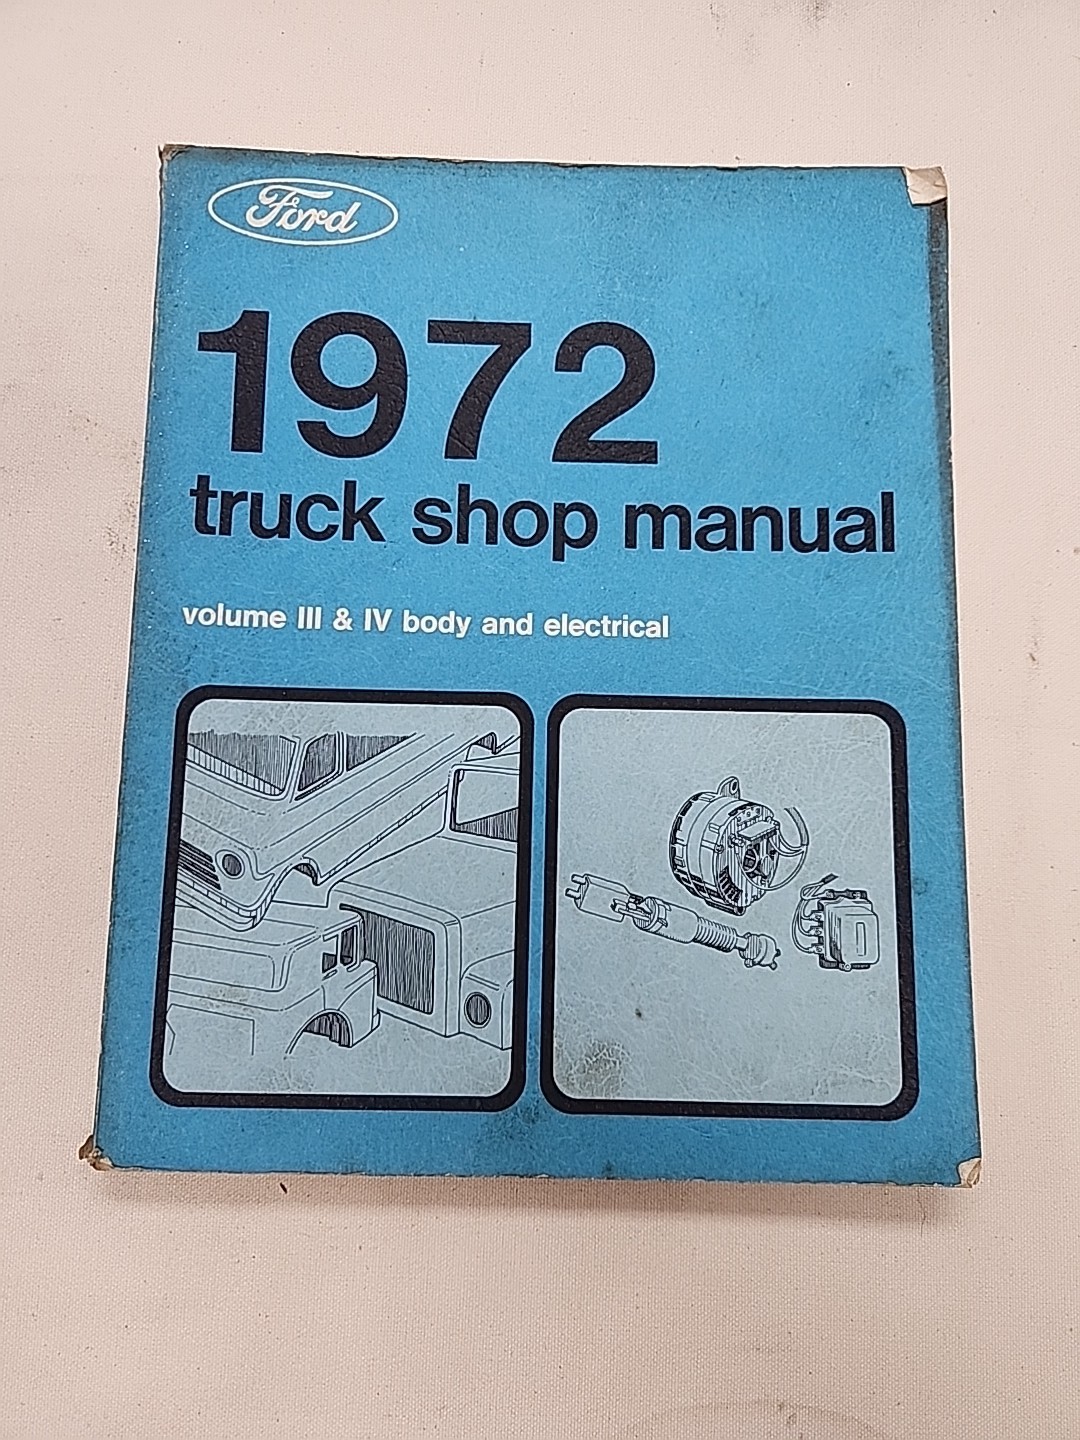 Ford
1972
truck shop manual
volume III & IV body and electrical